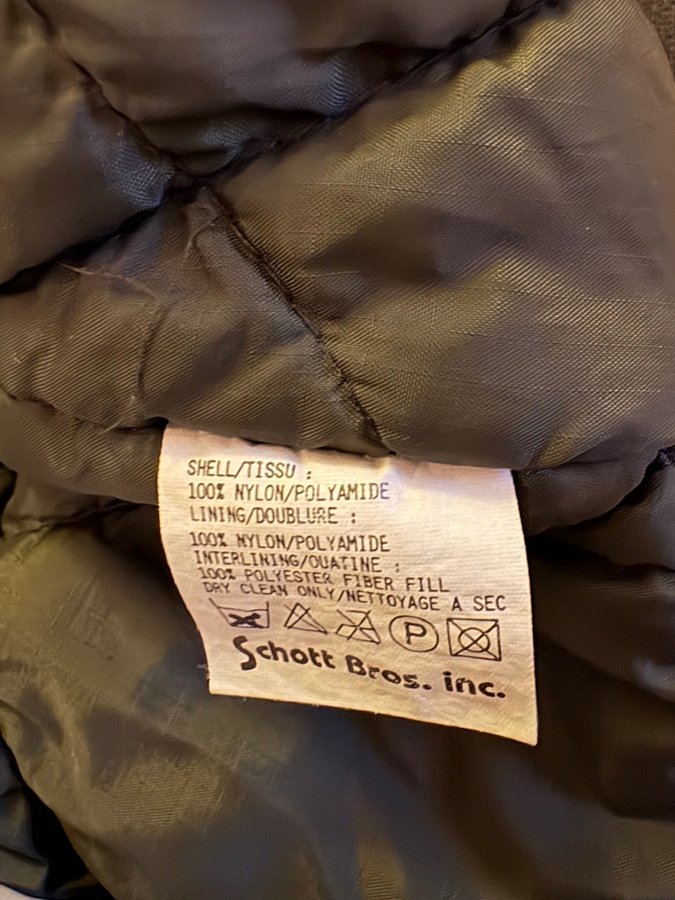 SHELL/TISSU :
100% NYLON/POLYAMIDE
LINING/DOUBLURE :
100% NYLON/POLYAMIDE
INTERLINING/OUATINE :
100% POLYESTER FIBER FILL
DRY CLEAN ONLY/NETTOYAGE A SEC
P
Schott Bros. inc.